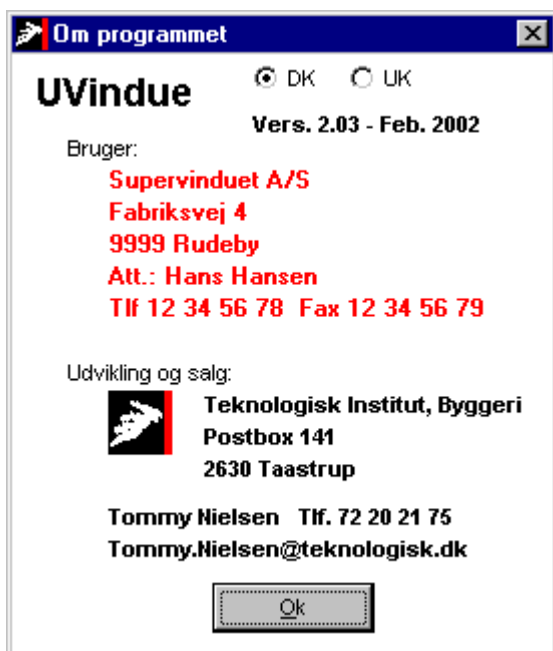 Om programmet
UVindue
DK UK
Vers. 2.03 - Feb. 2002
Bruger:
Supervinduet A/S
Fabriksvej 4
9999 Rudeby
Att.: Hans Hansen
Tlf 12 34 56 78 Fax 12 34 56 79
Udvikling og salg:
Teknologisk Institut, Byggeri
Postbox 141
2630 Taastrup
Tommy Nielsen Tlf. 72 20 21 75
Tommy.Nielsen@teknologisk.dk
Ok